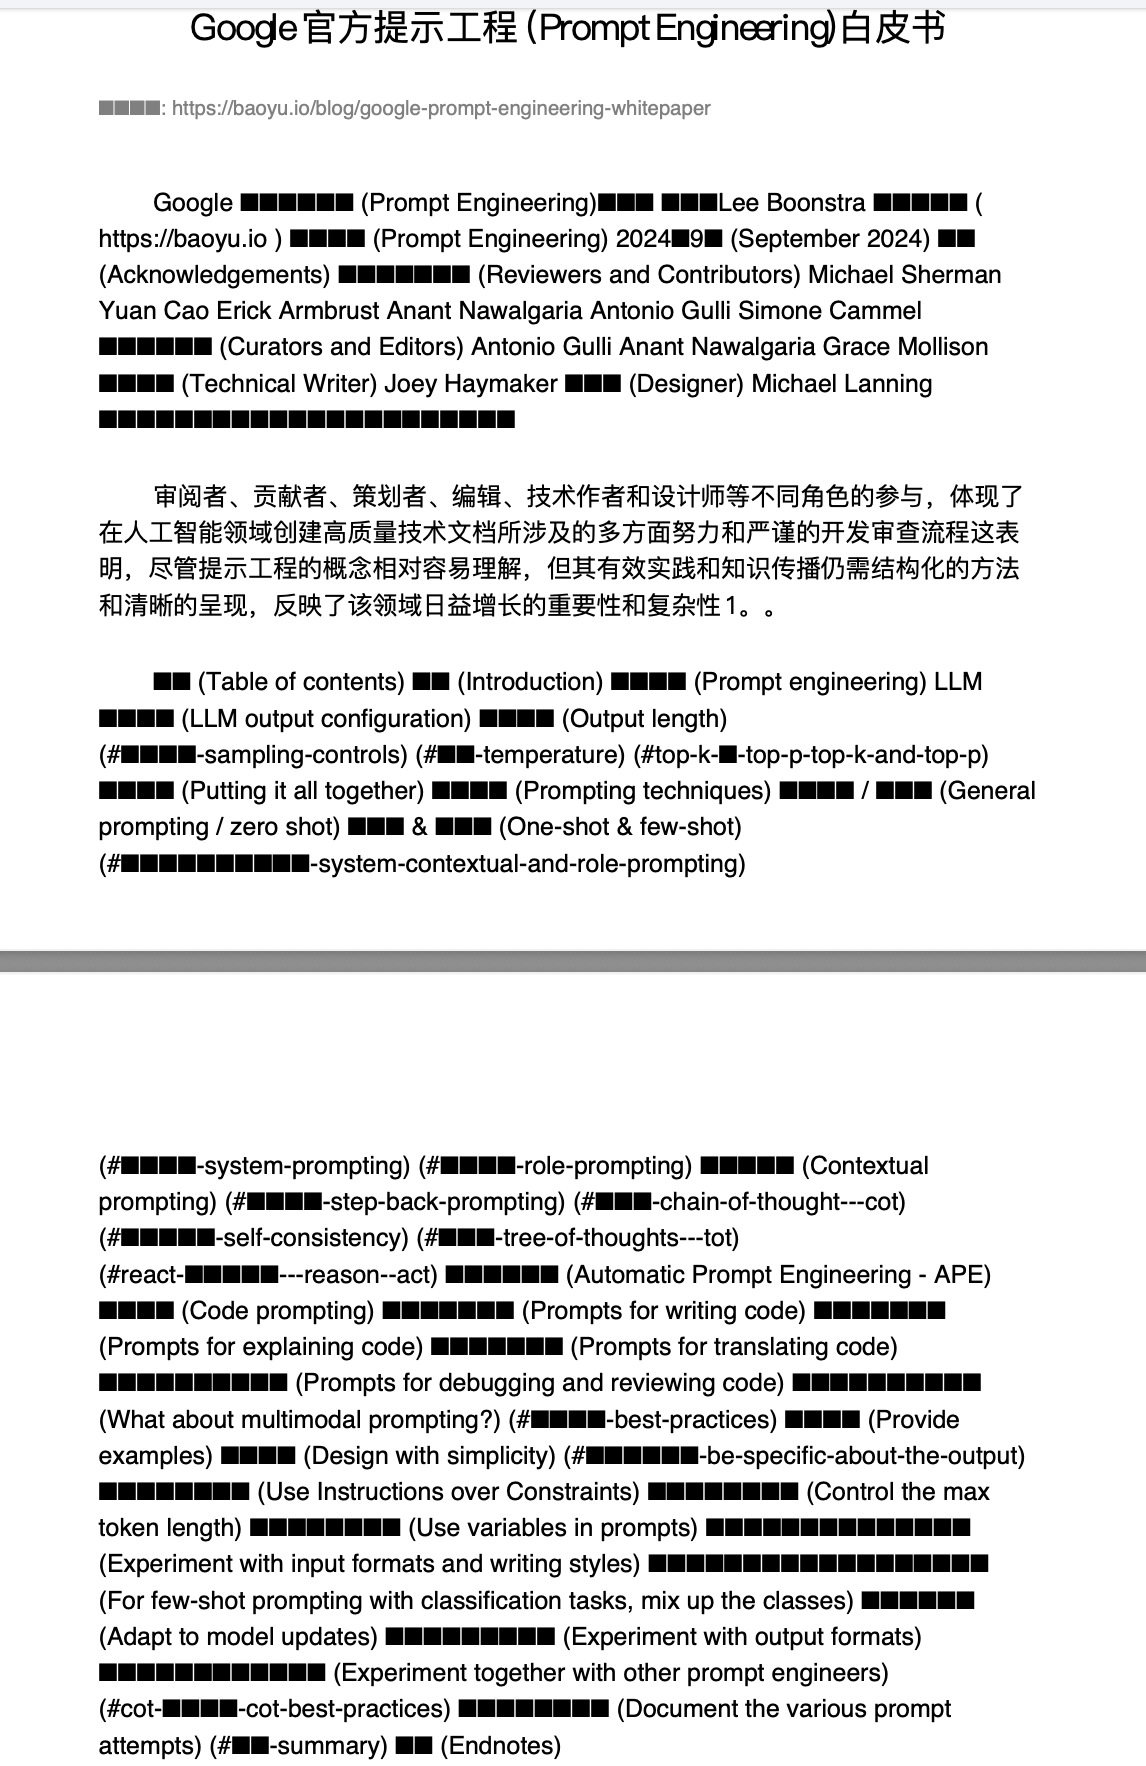 Google官方提示工程 (Prompt Engineering)白皮书
■■■■: https://baoyu.io/blog/google-prompt-engineering-whitepaper
Google ■■■■■■ (Prompt Engineering)■■■ ■■■Lee Boonstra ■■■■■ (
https://baoyu.io ) ■■■■ (Prompt Engineering) 2024■9■ (September 2024) ■■
(Acknowledgements) ■■■■■■■ (Reviewers and Contributors) Michael Sherman
Yuan Cao Erick Armbrust Anant Nawalgaria Antonio Gulli Simone Cammel
■■■■■■ (Curators and Editors) Antonio Gulli Anant Nawalgaria Grace Mollison
■■■■ (Technical Writer) Joey Haymaker ■■■ (Designer) Michael Lanning
■■■■■■■■■■■■■■■■■■■■■■
审阅者、贡献者、策划者、编辑、技术作者和设计师等不同角色的参与，体现了
在人工智能领域创建高质量技术文档所涉及的多方面努力和严谨的开发审查流程这表
明，尽管提示工程的概念相对容易理解，但其有效实践和知识传播仍需结构化的方法
和清晰的呈现，反映了该领域日益增长的重要性和复杂性1。。
■■ (Table of contents) ■■ (Introduction) ■■■■ (Prompt engineering) LLM
■■■■ (LLM output configuration) ■■■■ (Output length)
(#■■■■-sampling-controls) (#■■-temperature) (#top-k-■-top-p-top-k-and-top-p)
■■■■ (Putting it all together) ■■■■ (Prompting techniques) ■■■■ / ■■■ (General
prompting / zero shot) ■■■ & ■■■ (One-shot & few-shot)
(#■■■■■■■■■■-system-contextual-and-role-prompting)
(#■■■■-system-prompting) (#■■■■-role-prompting) ■■■■■ (Contextual
prompting) (#■■■■-step-back-prompting) (#■■■-chain-of-thought---cot)
(#■■■■■-self-consistency) (#■■■-tree-of-thoughts---tot)
(#react-■■■■■---reason--act) ■■■■■■ (Automatic Prompt Engineering - APE)
■■■■ (Code prompting) ■■■■■■■ (Prompts for writing code) ■■■■■■■
(Prompts for explaining code) ■■■■■■■ (Prompts for translating code)
■■■■■■■■■■ (Prompts for debugging and reviewing code) ■■■■■■■■■■
(What about multimodal prompting?) (#■■■■-best-practices) ■■■■ (Provide
examples) ■■■■ (Design with simplicity) (#■■■■■■-be-specific-about-the-output)
■■■■■■■■ (Use Instructions over Constraints) ■■■■■■■■ (Control the max
token length) ■■■■■■■■ (Use variables in prompts) ■■■■■■■■■■■■■■
(Experiment with input formats and writing styles) ■■■■■■■■■■■■■■■■■■
(For few-shot prompting with classification tasks, mix up the classes) ■■■■■■
(Adapt to model updates) ■■■■■■■■■ (Experiment with output formats)
■■■■■■■■■■■■ (Experiment together with other prompt engineers)
(#cot-■■■■-cot-best-practices) ■■■■■■■■ (Document the various prompt
attempts) (#■■-summary) ■■ (Endnotes)